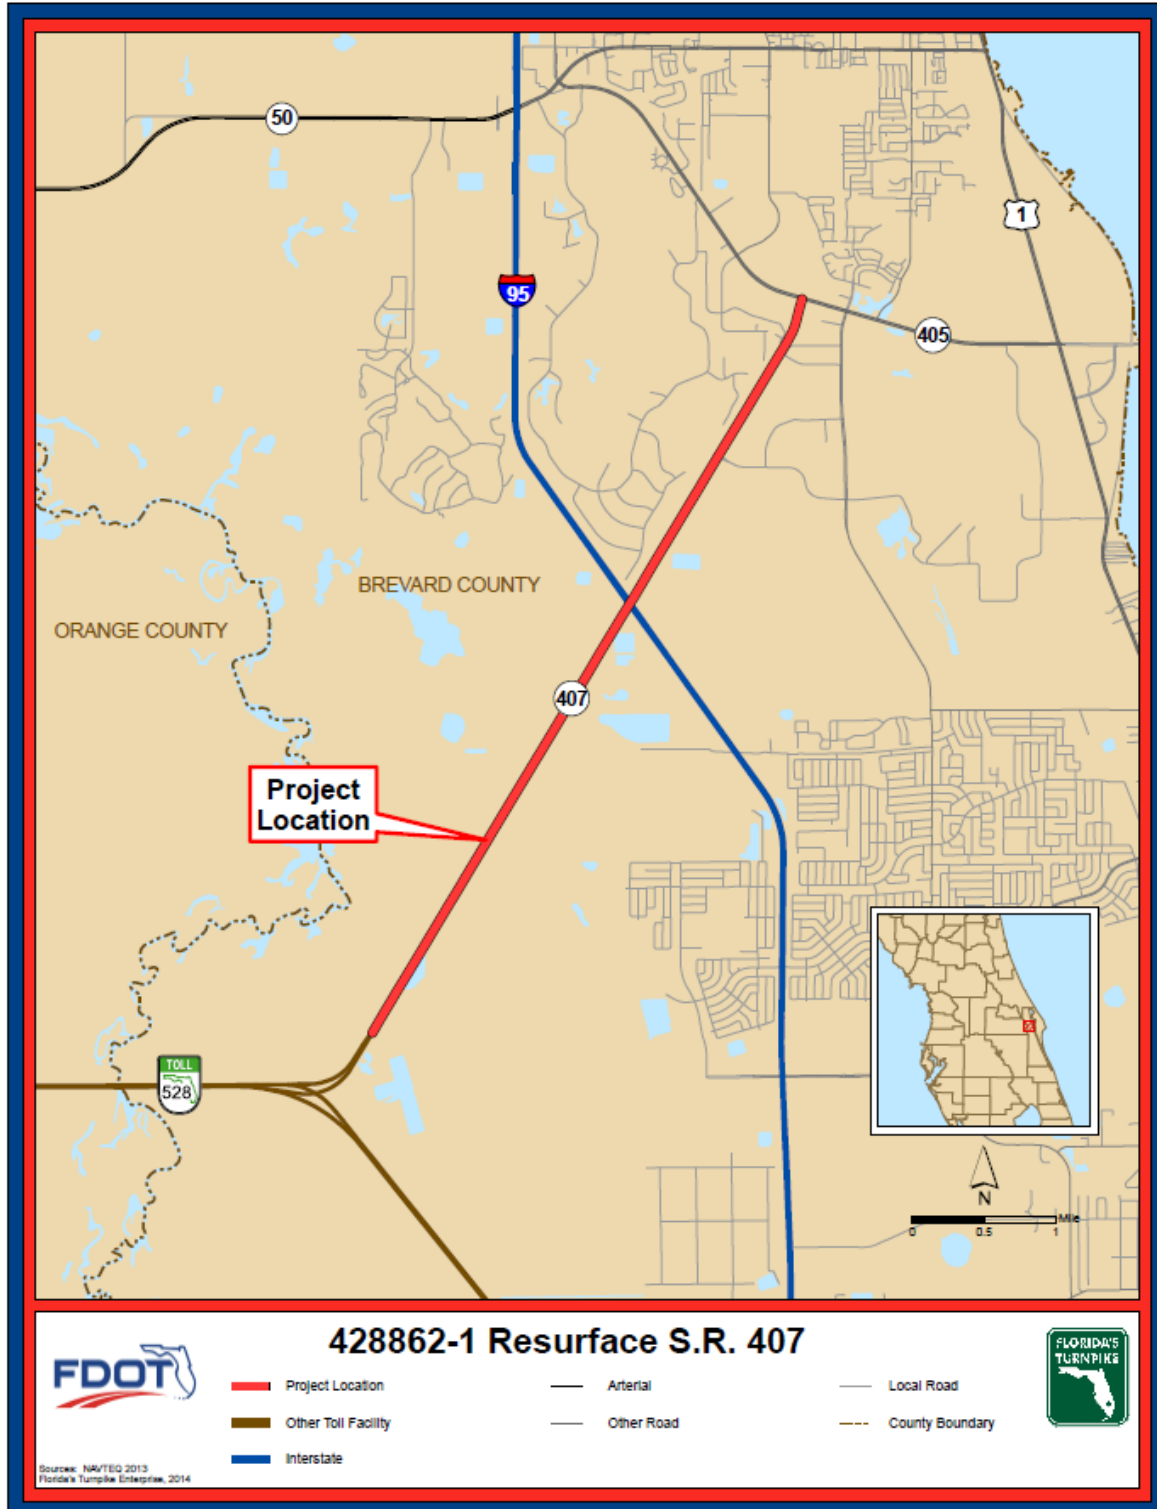 50
1
95
405
BREVARD COUNTY
ORANGE COUNTY
407
Project
Location
TOLL
528
N
Mile
0 0.5 1
428862-1 Resurface S.R. 407
FDOT
FLORIDA'S
TURNPIKE
Project Location
Arterial
Local Road
Other Toll Facility
Other Road
County Boundary
Interstate
Sources: NAVTEQ 2013
Florida's Turnpike Enterprise, 2014